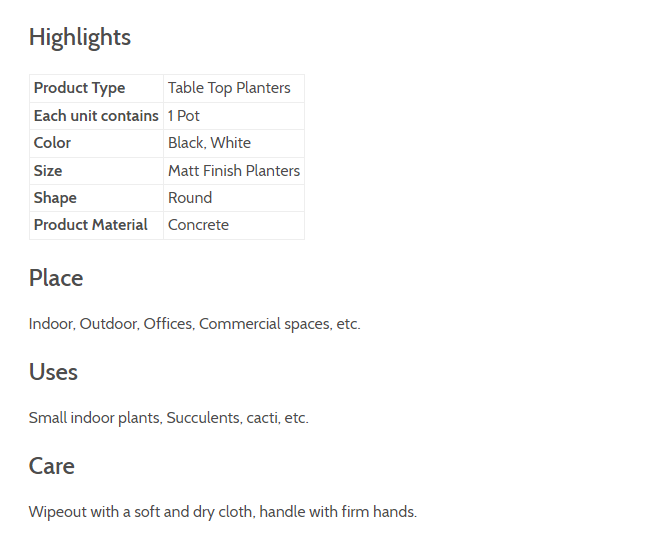 Highlights
Product Type Table Top Planters
Each unit contains 1 Pot
Color Black, White
Size Matt Finish Planters
Shape Round
Product Material Concrete
Place
Indoor, Outdoor, Offices, Commercial spaces, etc.
Uses
Small indoor plants, Succulents, cacti, etc.
Care
Wipeout with a soft and dry cloth, handle with firm hands.